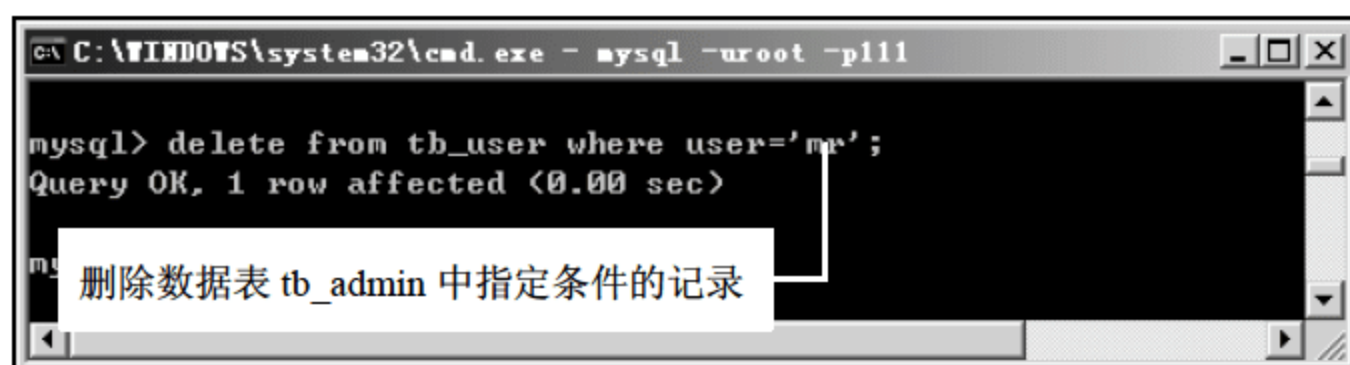 C:\WINDOWS\system32\cmd.exe - mysql -uroot -p111
mysql> delete from tb_user where user='mr';
Query OK, 1 row affected (0.00 sec)
my
删除数据表 tb_admin 中指定条件的记录